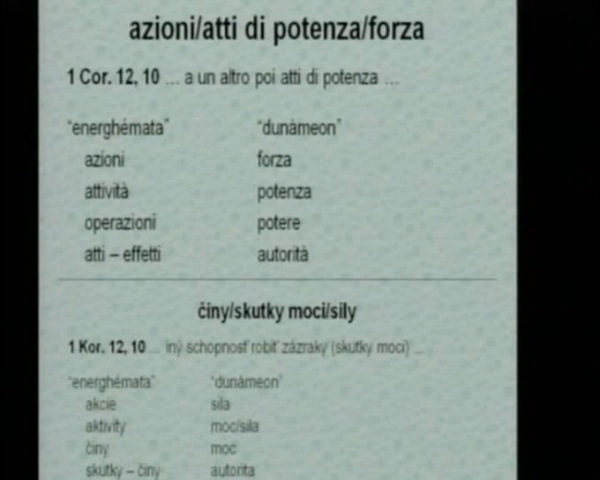 azioni/atti di potenza/forza
1 Cor. 12, 10 ... a un altro poi atti di potenza ...
"energhémata" "dunàmeon"
azioni forza
attività potenza
operazioni potere
atti – effetti autorità
činy/skutky moci/sily
1 Kor. 12, 10 ... iný schopnosť robiť zázraky (skutky moci) ...
"energhémata" "dunàmeon"
akcie sila
aktivity moc/sila
činy moc
skutky – činy autorita